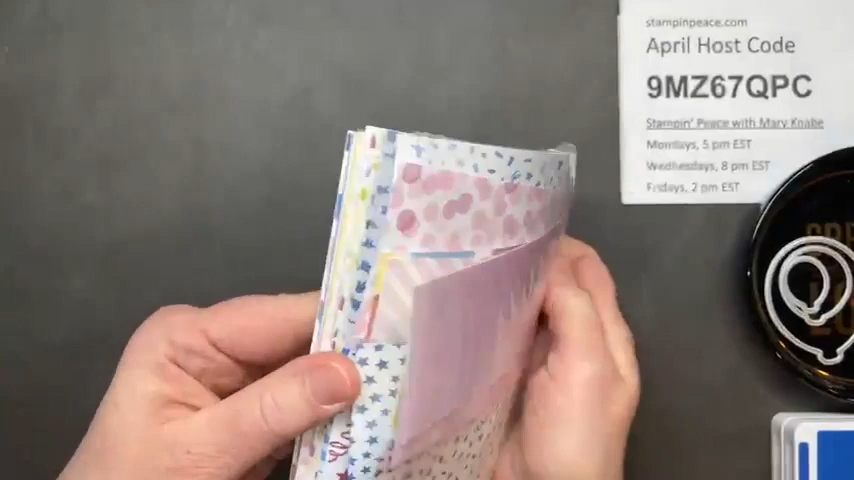 stampinpeace.com
April Host Code
9MZ67QPC
Stampin' Peace with Mary Knabe
Mondays, 5 pm EST
Wednesdays, 8 pm EST
Fridays, 2 pm EST